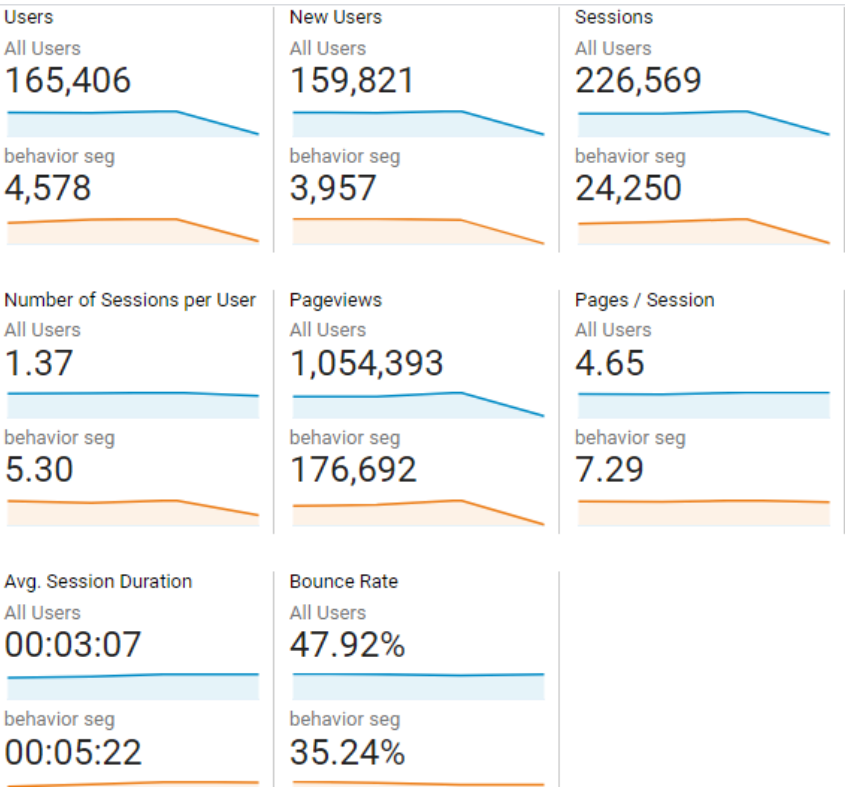 Users
All Users
165,406
behavior seg
4,578
New Users
All Users
159,821
behavior seg
3,957
Sessions
All Users
226,569
behavior seg
24,250
Number of Sessions per User
All Users
1.37
behavior seg
5.30
Pageviews
All Users
1,054,393
behavior seg
176,692
Pages / Session
All Users
4.65
behavior seg
7.29
Avg. Session Duration
All Users
00:03:07
behavior seg
00:05:22
Bounce Rate
All Users
47.92%
behavior seg
35.24%